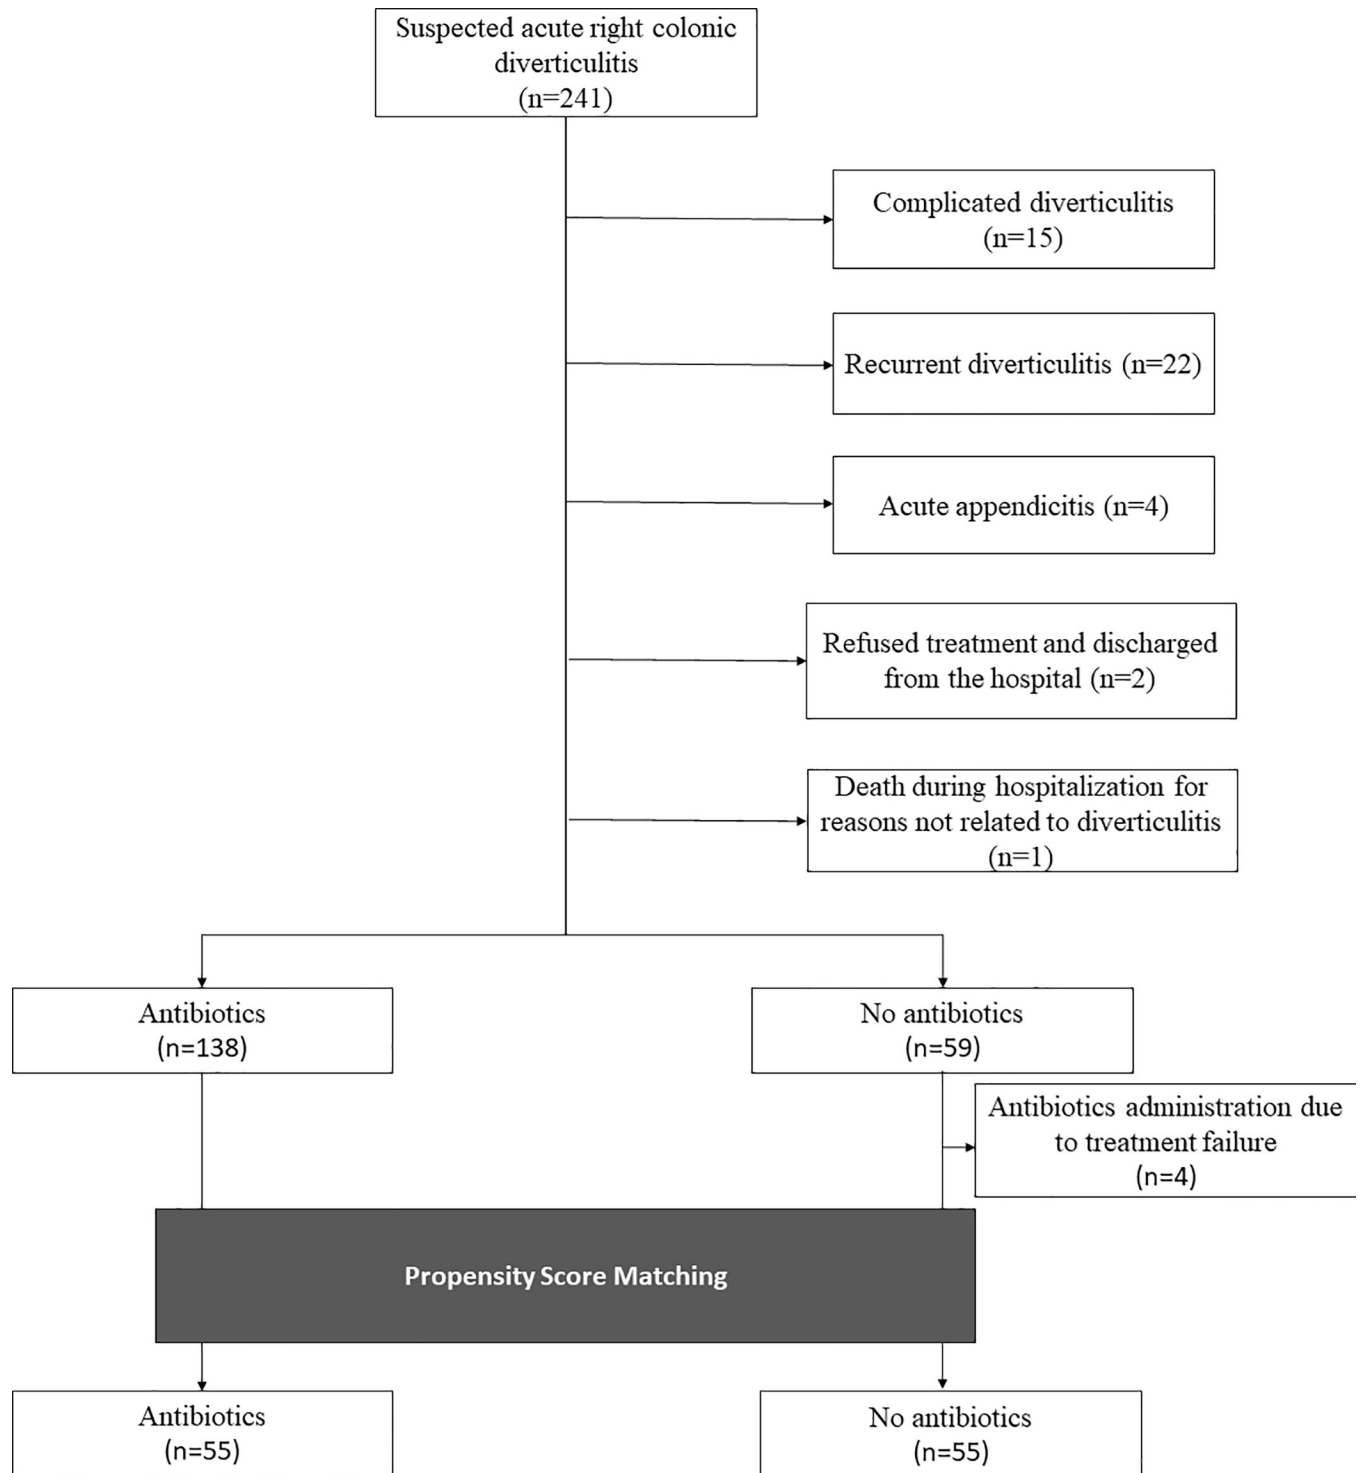 Suspected acute right colonic
diverticulitis
(n=241)
Complicated diverticulitis
(n=15)
Recurrent diverticulitis (n=22)
Acute appendicitis (n=4)
Refused treatment and discharged
from the hospital (n=2)
Death during hospitalization for
reasons not related to diverticulitis
(n=1)
Antibiotics
(n=138)
No antibiotics
(n=59)
Antibiotics administration due
to treatment failure
(n=4)
Propensity Score Matching
Antibiotics
(n=55)
No antibiotics
(n=55)